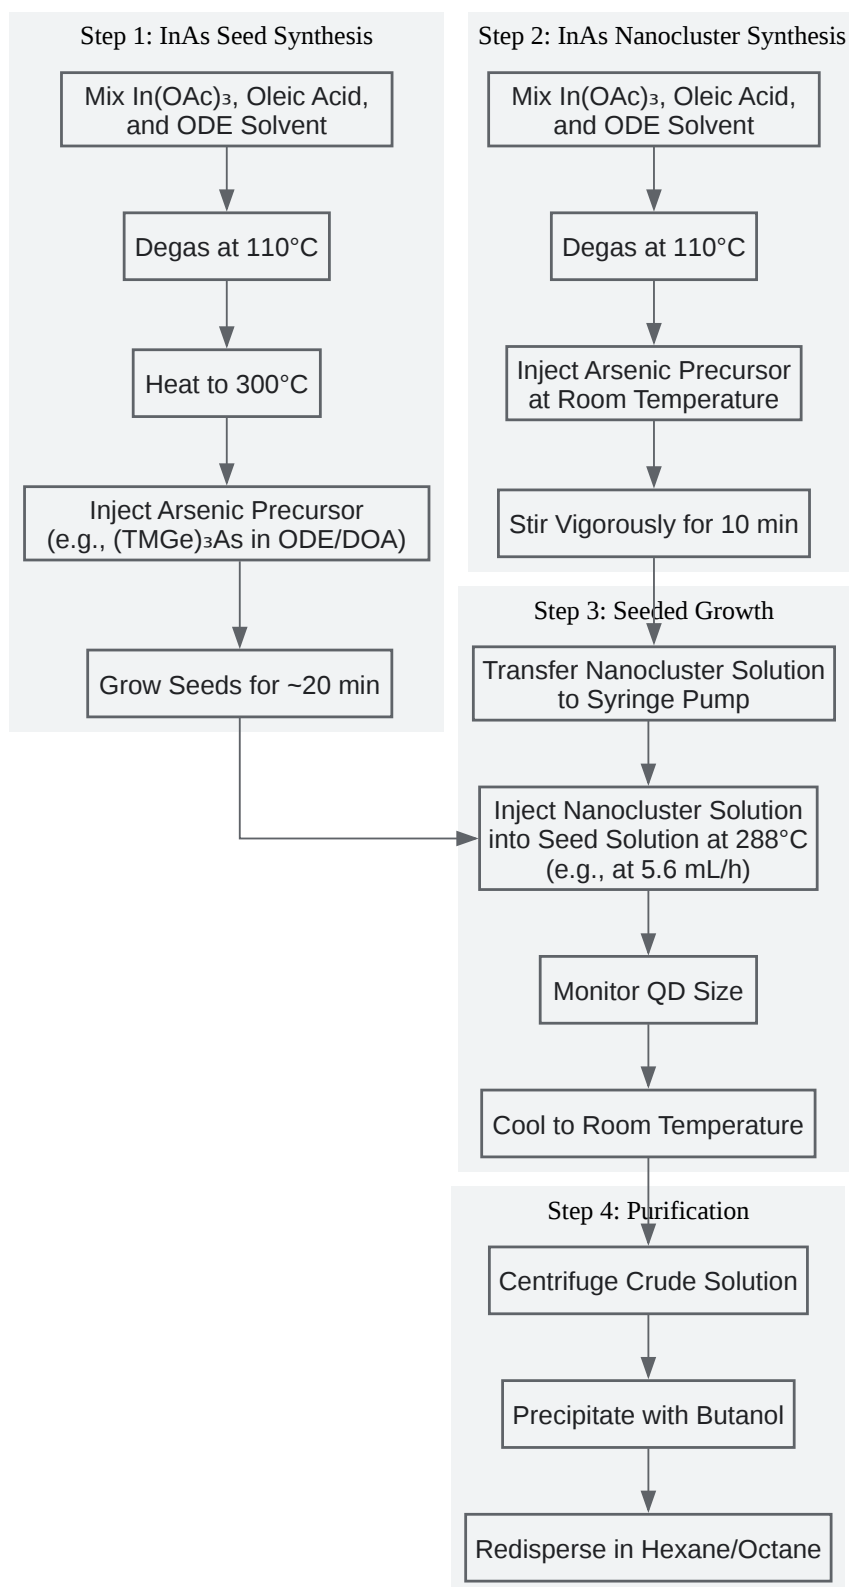 Step 1: InAs Seed Synthesis
Mix In(OAc)₃, Oleic Acid,
and ODE Solvent
Degas at 110°C
Heat to 300°C
Inject Arsenic Precursor
(e.g., (TMGe)₃As in ODE/DOA)
Grow Seeds for ~20 min
Step 2: InAs Nanocluster Synthesis
Mix In(OAc)₃, Oleic Acid,
and ODE Solvent
Degas at 110°C
Inject Arsenic Precursor
at Room Temperature
Stir Vigorously for 10 min
Step 3: Seeded Growth
Transfer Nanocluster Solution
to Syringe Pump
Inject Nanocluster Solution
into Seed Solution at 288°C
(e.g., at 5.6 mL/h)
Monitor QD Size
Cool to Room Temperature
Step 4: Purification
Centrifuge Crude Solution
Precipitate with Butanol
Redisperse in Hexane/Octane